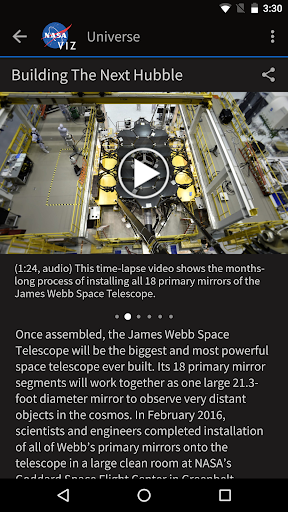 3:30
NASA
VIZ
Universe
Building The Next Hubble
(1:24, audio) This time-lapse video shows the months-
long process of installing all 18 primary mirrors of the
James Webb Space Telescope.
Once assembled, the James Webb Space
Telescope will be the biggest and most powerful
space telescope ever built. Its 18 primary mirror
segments will work together as one large 21.3-
foot diameter mirror to observe very distant
objects in the cosmos. In February 2016,
scientists and engineers completed installation
of all of Webb's primary mirrors onto the
telescope in a large clean room at NASA's
Goddard Space Flight Center in Greenbelt